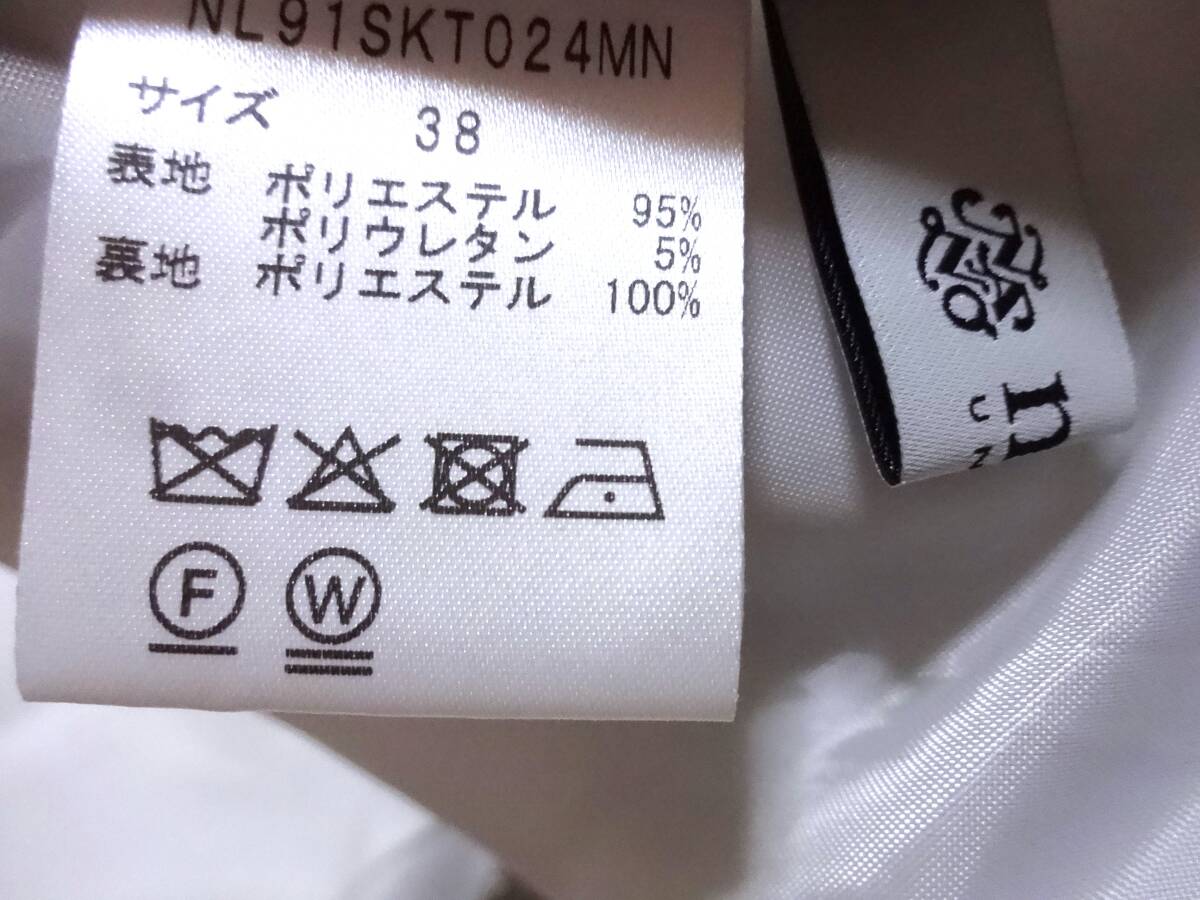 NL91SKT024MN
サイズ 38
表地 ポリエステル 95%
ポリウレタン 5%
裏地 ポリエステル 100%
F W
n
U